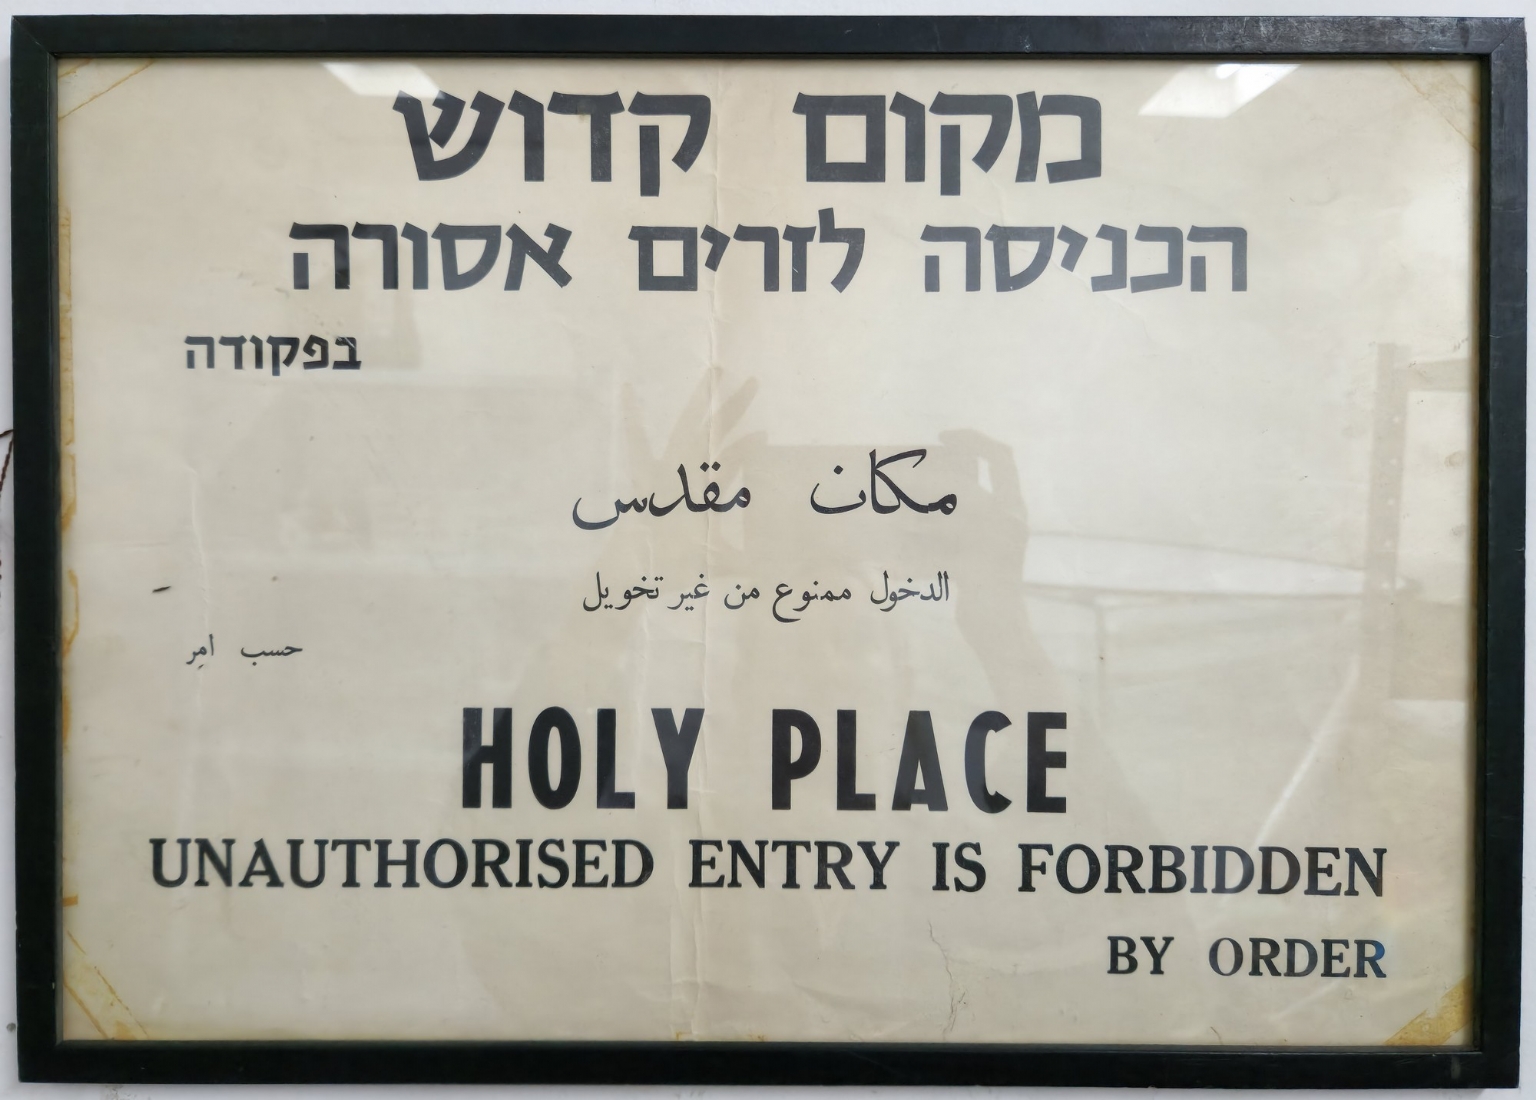 מקום קדוש
הכניסה לזרים אסורה
בפקודה
مكان مقدس
الدخول ممنوع من غير تخويل
حسب امِر
HOLY PLACE
UNAUTHORISED ENTRY IS FORBIDDEN
BY ORDER